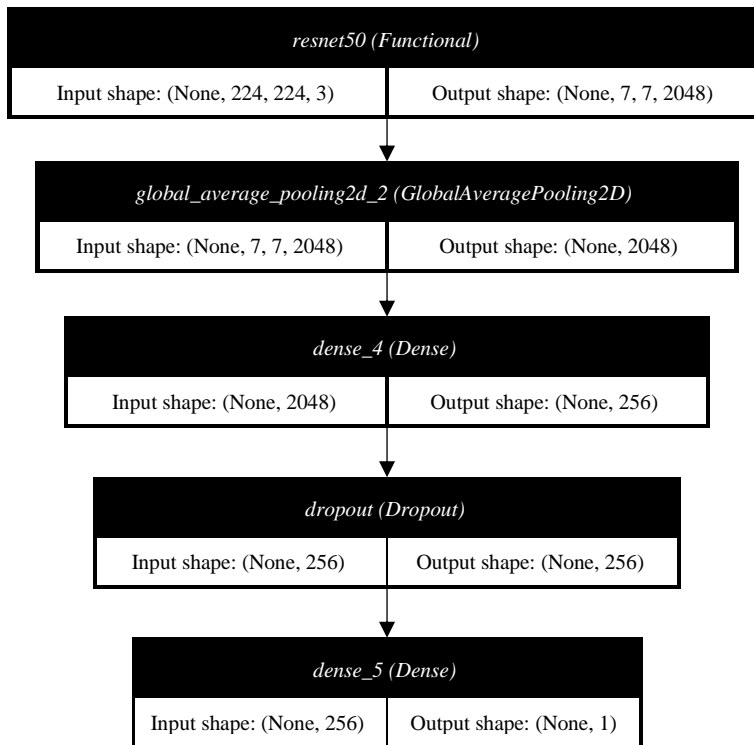 resnet50 (Functional)
Input shape: (None, 224, 224, 3) Output shape: (None, 7, 7, 2048)
global_average_pooling2d_2 (GlobalAveragePooling2D)
Input shape: (None, 7, 7, 2048) Output shape: (None, 2048)
dense_4 (Dense)
Input shape: (None, 2048) Output shape: (None, 256)
dropout (Dropout)
Input shape: (None, 256) Output shape: (None, 256)
dense_5 (Dense)
Input shape: (None, 256) Output shape: (None, 1)